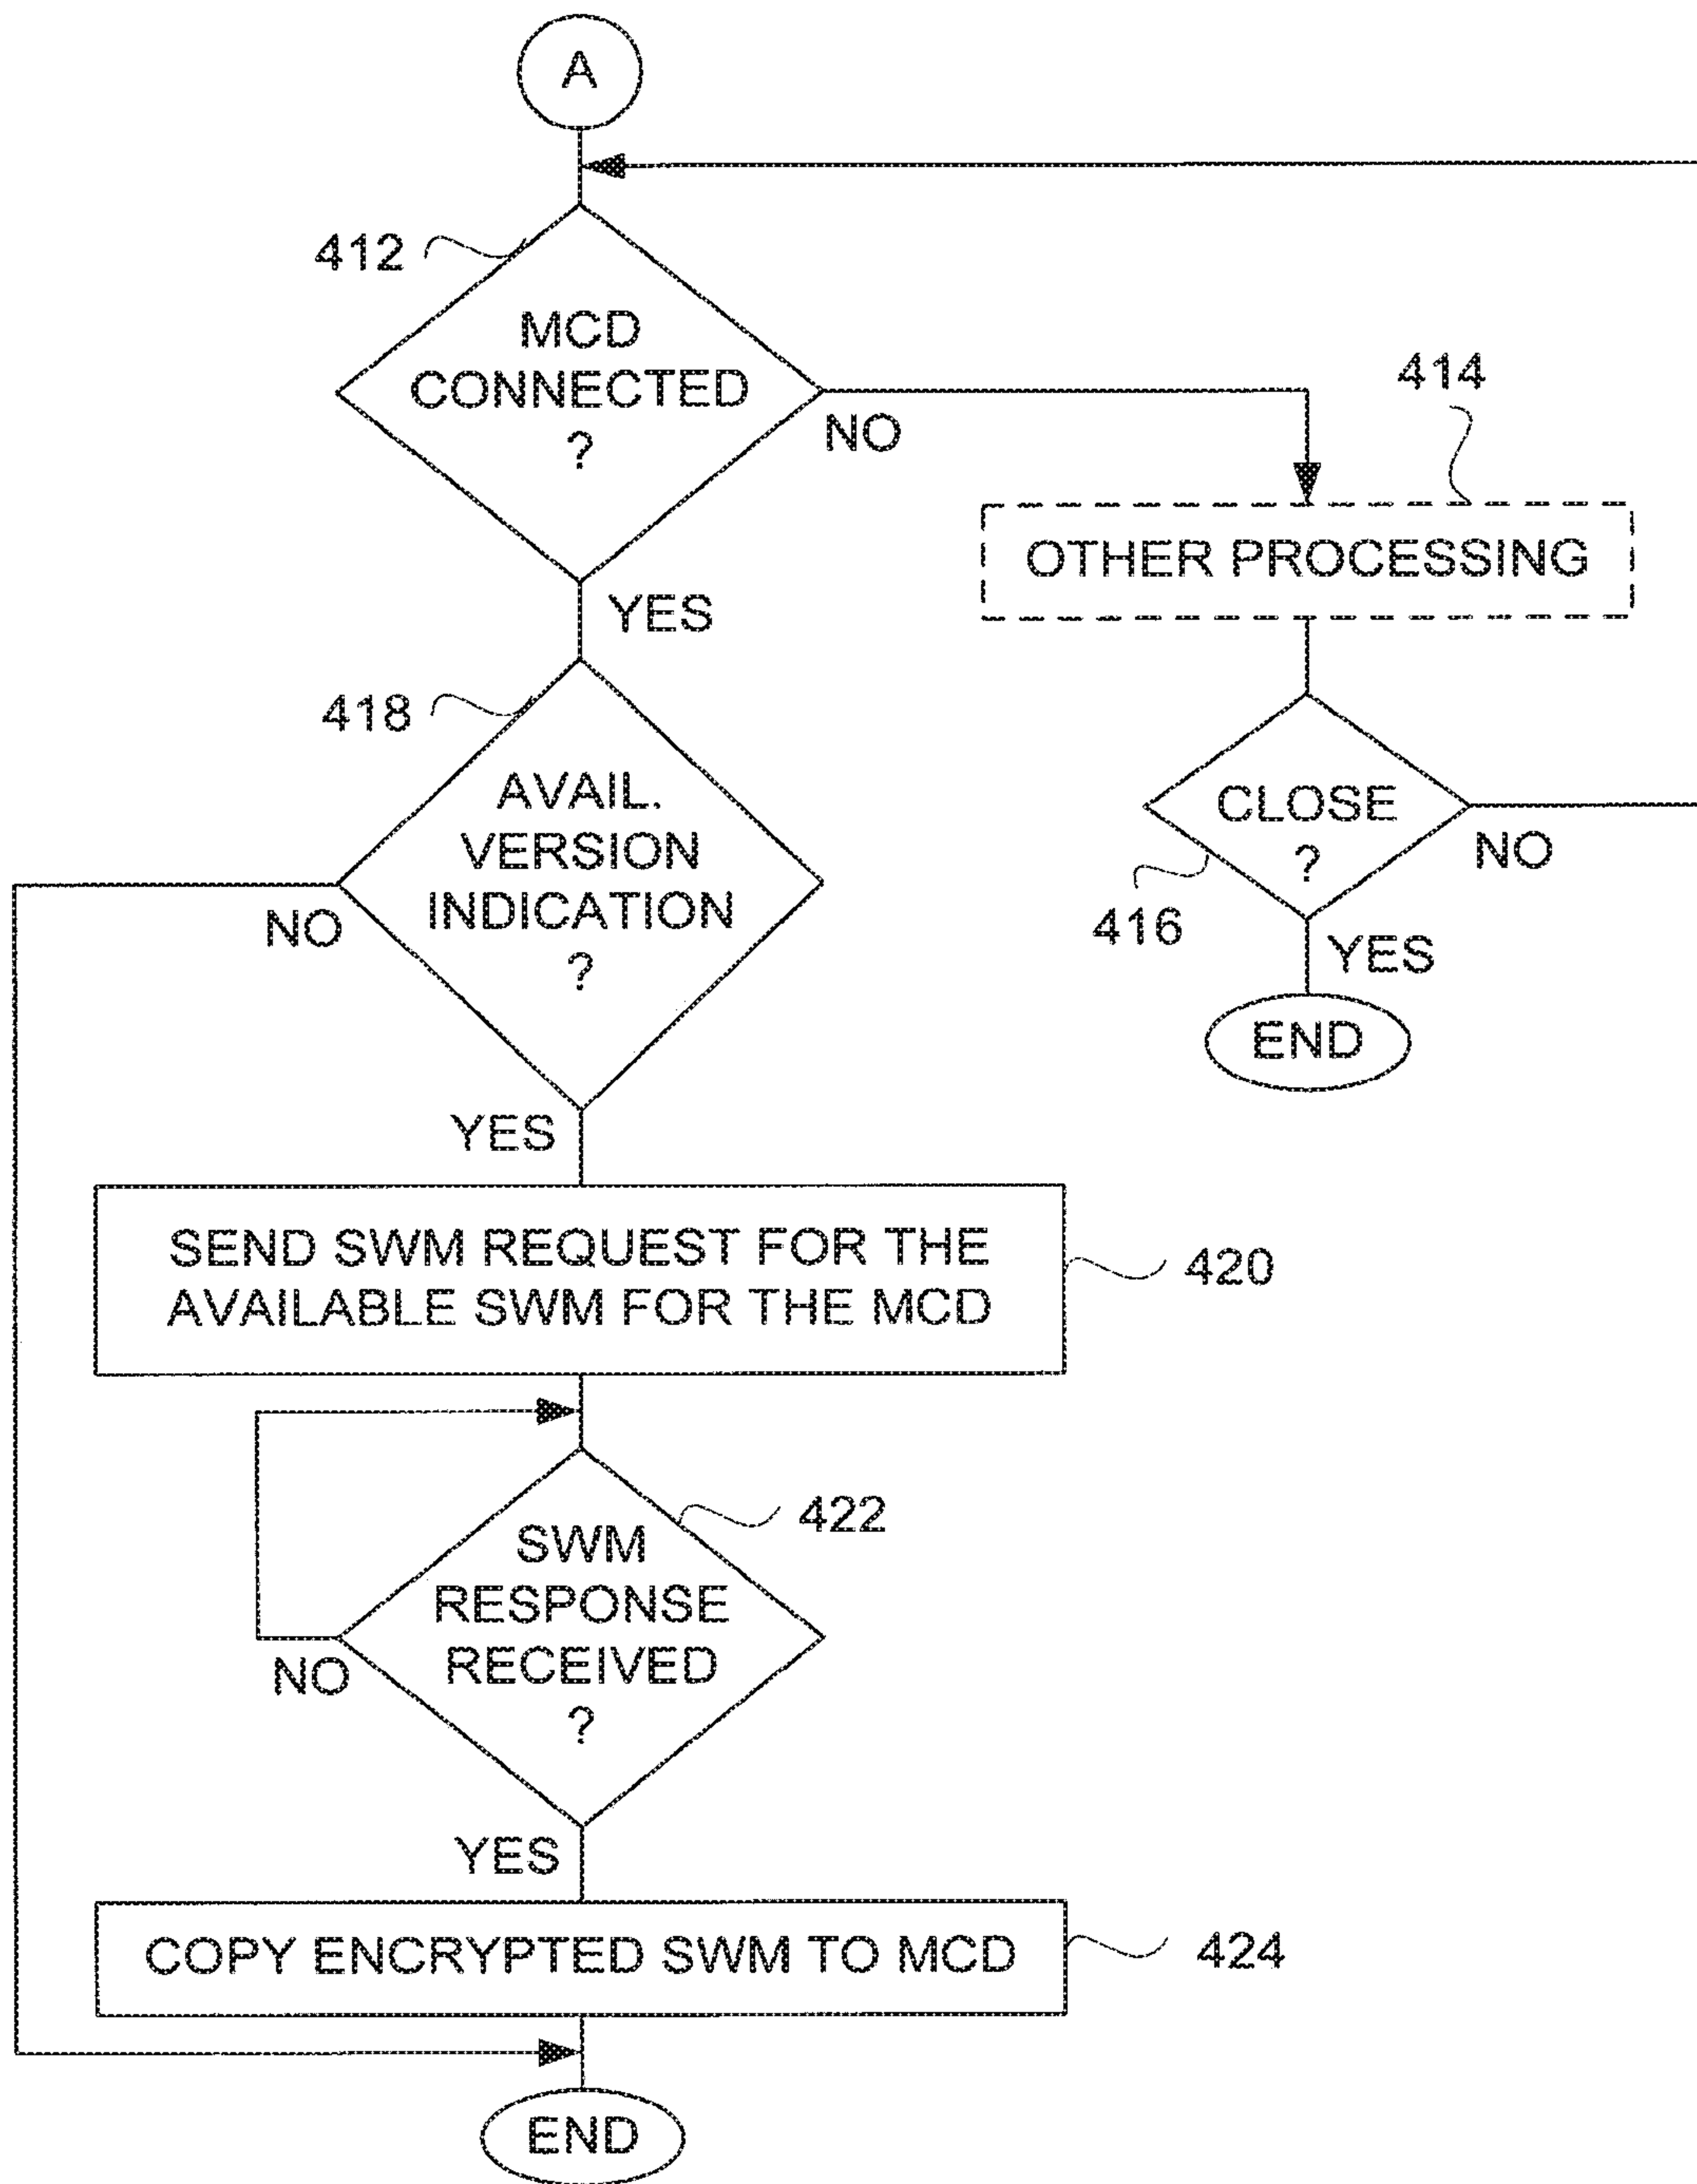 A
412
MCD
CONNECTED
?
NO
YES
414
OTHER PROCESSING
418
AVAIL.
VERSION
INDICATION
?
NO
YES
CLOSE
?
NO
416
YES
END
SEND SWM REQUEST FOR THE
AVAILABLE SWM FOR THE MCD
420
422
SWM
RESPONSE
RECEIVED
?
NO
YES
COPY ENCRYPTED SWM TO MCD
424
END